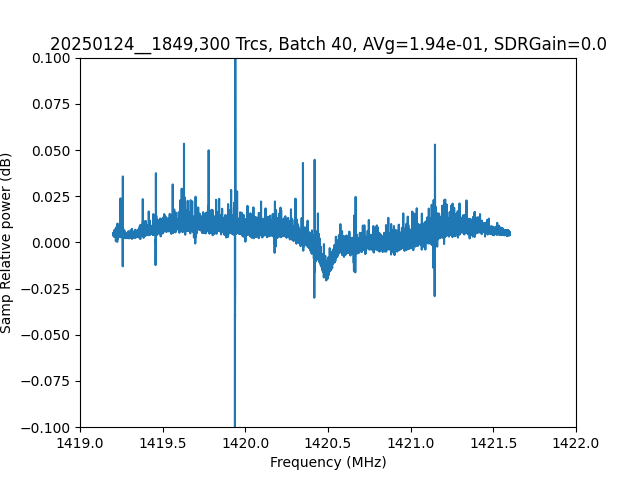 20250124__1849,300 Trcs, Batch 40, AVg=1.94e-01, SDRGain=0.0
0.100
0.075
0.050
0.025
0.000
−0.025
−0.050
−0.075
−0.100
Samp Relative power (dB)
1419.0 1419.5 1420.0 1420.5 1421.0 1421.5 1422.0
Frequency (MHz)